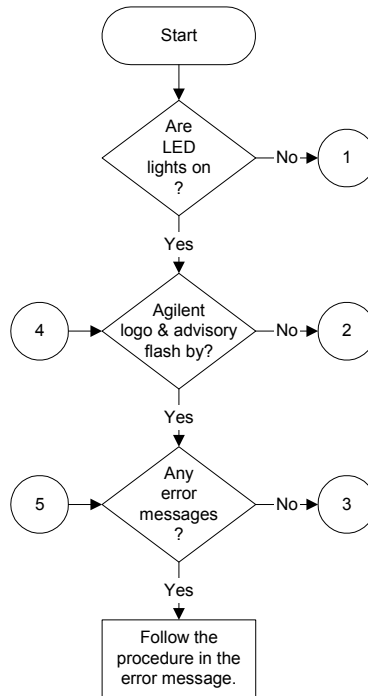 Start
Are
LED
lights on
?
No
1
Yes
4
Agilent
logo & advisory
flash by?
No
2
Yes
5
Any
error
messages
?
No
3
Yes
Follow the
procedure in the
error message.